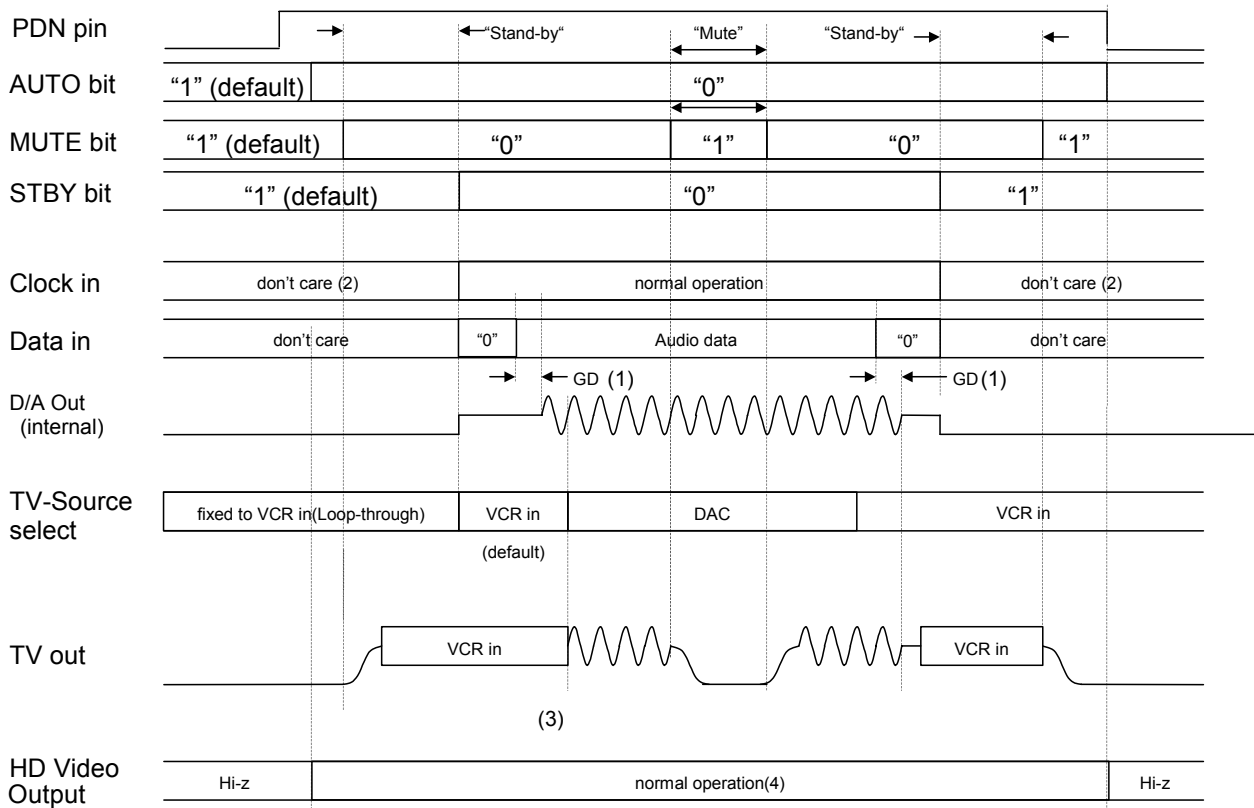 PDN pin
“Stand-by“ “Mute” “Stand-by“
AUTO bit “1” (default) “0”
MUTE bit “1” (default) “0” “1” “0” “1”
STBY bit “1” (default) “0” “1”
Clock in don’t care (2) normal operation don’t care (2)
Data in don’t care “0” Audio data “0” don’t care
GD (1) GD (1)
D/A Out
(internal)
TV-Source
select
fixed to VCR in(Loop-through) VCR in DAC VCR in
(default)
TV out VCR in VCR in
(3)
HD Video
Output
Hi-z normal operation(4) Hi-z